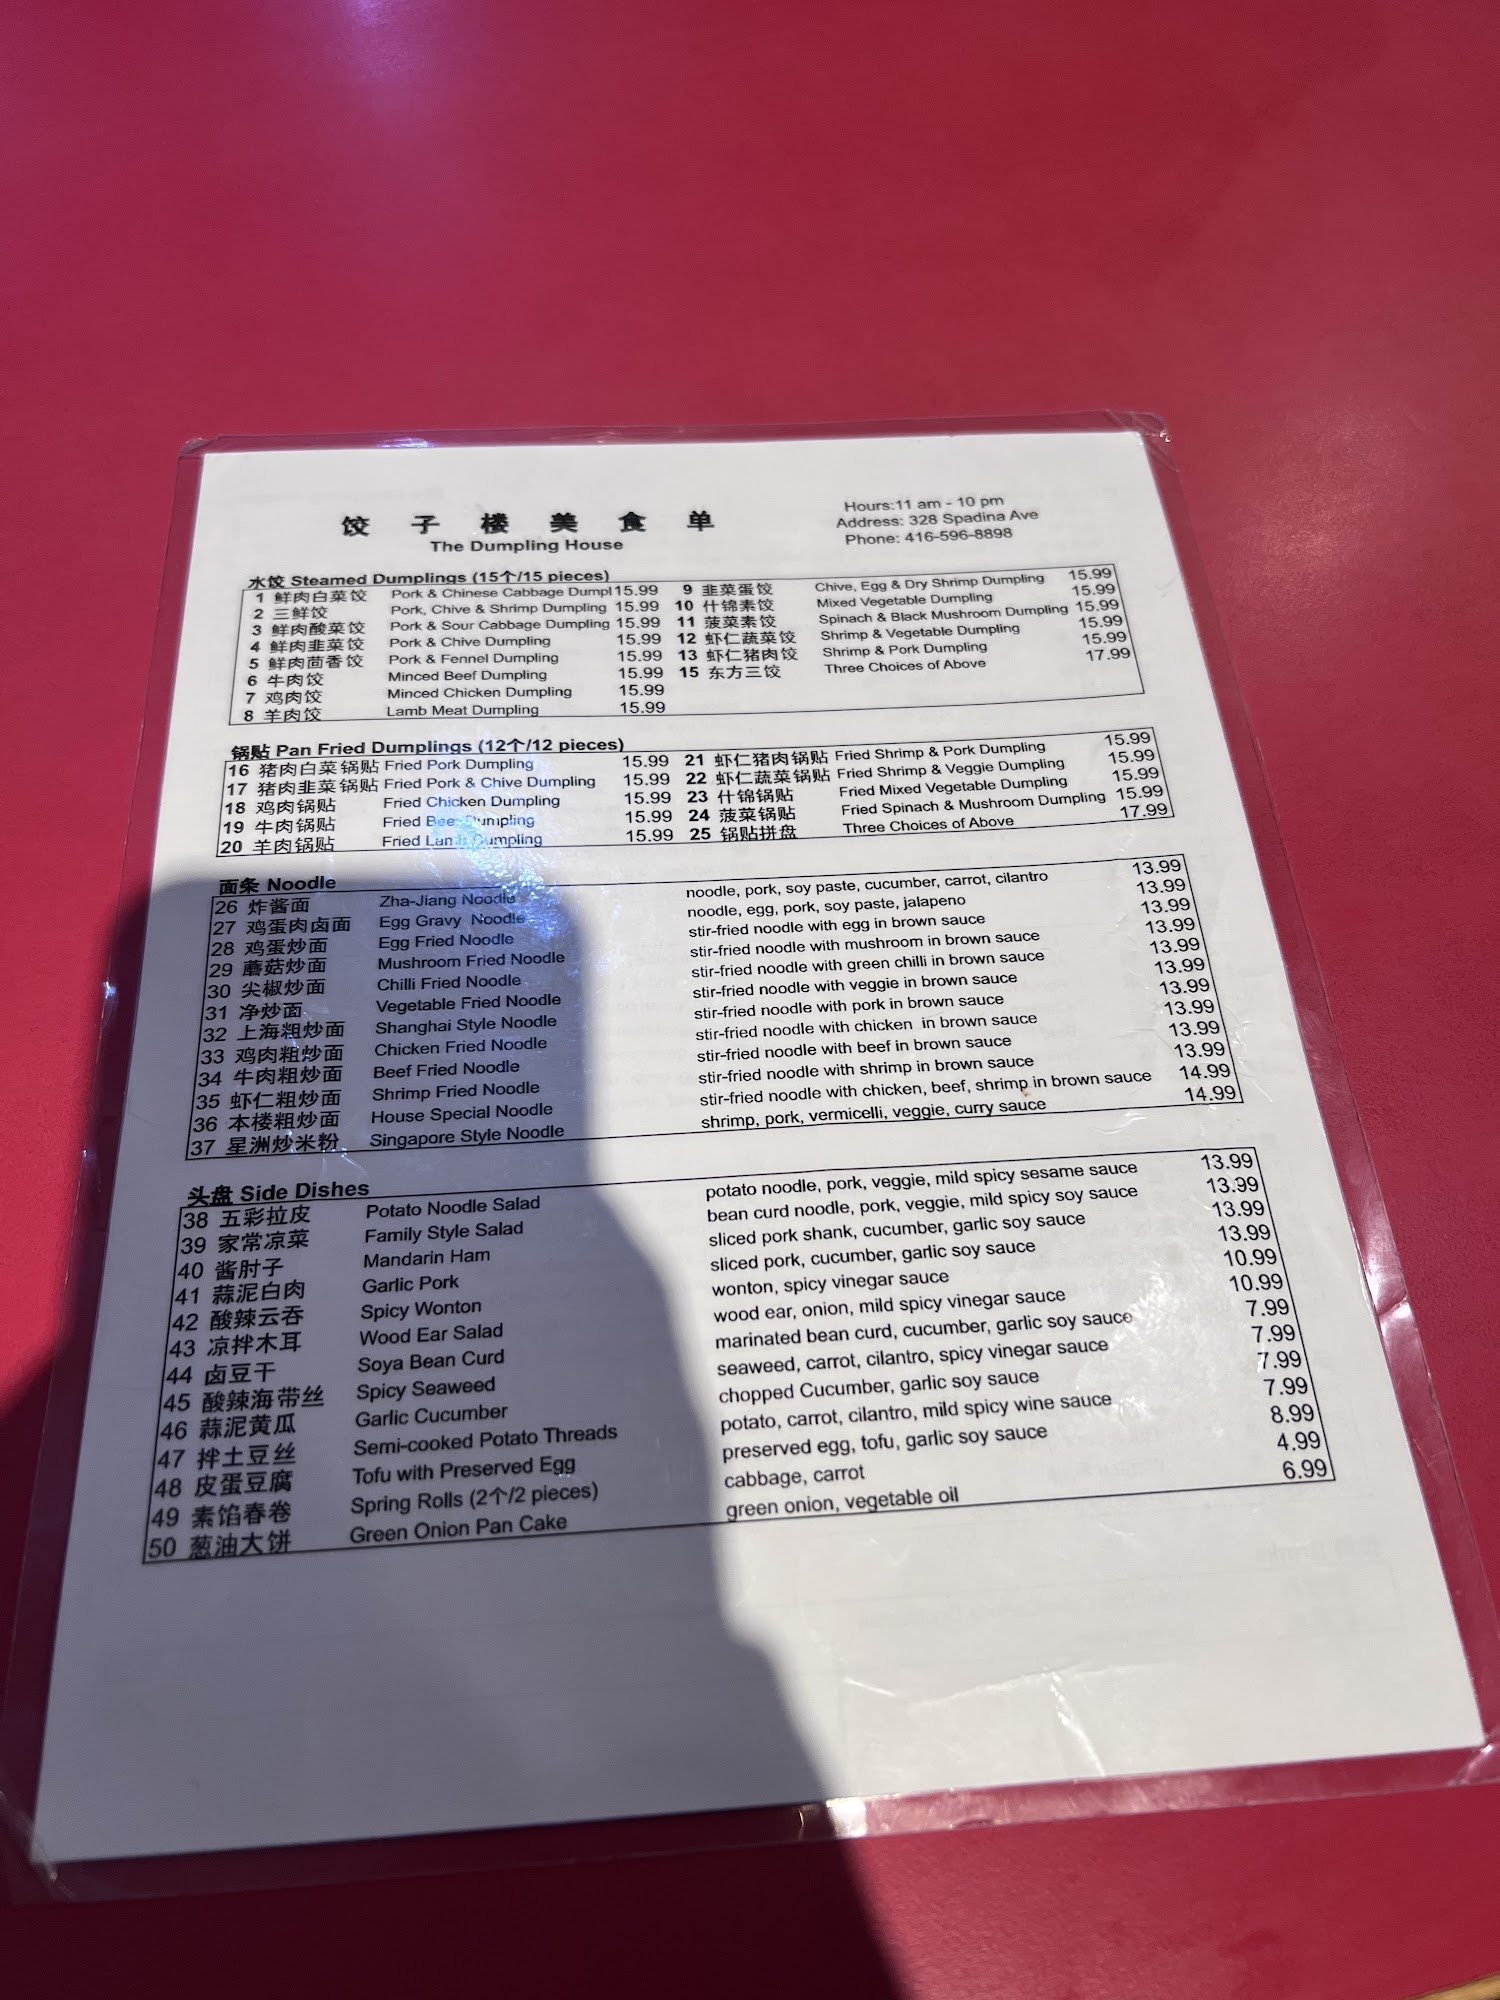 饺 子 楼 美 食 单
The Dumpling House
Hours:11 am - 10 pm
Address: 328 Spadina Ave
Phone: 416-596-8898
水饺 Steamed Dumplings (15个/15 pieces)
1 鲜肉白菜饺 Pork & Chinese Cabbage Dumpl 15.99
2 三鲜饺 Pork, Chive & Shrimp Dumpling 15.99
3 鲜肉酸菜饺 Pork & Sour Cabbage Dumpling 15.99
4 鲜肉韭菜饺 Pork & Chive Dumpling 15.99
5 鲜肉茴香饺 Pork & Fennel Dumpling 15.99
6 牛肉饺 Minced Beef Dumpling 15.99
7 鸡肉饺 Minced Chicken Dumpling 15.99
8 羊肉饺 Lamb Meat Dumpling 15.99
9 韭菜蛋饺 Chive, Egg & Dry Shrimp Dumpling 15.99
10 什锦素饺 Mixed Vegetable Dumpling 15.99
11 菠菜素饺 Spinach & Black Mushroom Dumpling 15.99
12 虾仁蔬菜饺 Shrimp & Vegetable Dumpling 15.99
13 虾仁猪肉饺 Shrimp & Pork Dumpling 15.99
15 东方三饺 Three Choices of Above 17.99
锅贴 Pan Fried Dumplings (12个/12 pieces)
16 猪肉白菜锅贴 Fried Pork Dumpling 15.99
17 猪肉韭菜锅贴 Fried Pork & Chive Dumpling 15.99
18 鸡肉锅贴 Fried Chicken Dumpling 15.99
19 牛肉锅贴 Fried Beef Dumpling 15.99
20 羊肉锅贴 Fried Lamb Dumpling 15.99
21 虾仁猪肉锅贴 Fried Shrimp & Pork Dumpling 15.99
22 虾仁蔬菜锅贴 Fried Shrimp & Veggie Dumpling 15.99
23 什锦锅贴 Fried Mixed Vegetable Dumpling 15.99
24 菠菜锅贴 Fried Spinach & Mushroom Dumpling 15.99
25 锅贴拼盘 Three Choices of Above 17.99
面条 Noodle
26 炸酱面 Zha-Jiang Noodle noodle, pork, soy paste, cucumber, carrot, cilantro 13.99
27 鸡蛋肉卤面 Egg Gravy Noodle noodle, egg, pork, soy paste, jalapeno 13.99
28 鸡蛋炒面 Egg Fried Noodle stir-fried noodle with egg in brown sauce 13.99
29 蘑菇炒面 Mushroom Fried Noodle stir-fried noodle with mushroom in brown sauce 13.99
30 尖椒炒面 Chilli Fried Noodle stir-fried noodle with green chilli in brown sauce 13.99
31 净炒面 Vegetable Fried Noodle stir-fried noodle with veggie in brown sauce 13.99
32 上海粗炒面 Shanghai Style Noodle stir-fried noodle with pork in brown sauce 13.99
33 鸡肉粗炒面 Chicken Fried Noodle stir-fried noodle with chicken in brown sauce 13.99
34 牛肉粗炒面 Beef Fried Noodle stir-fried noodle with beef in brown sauce 13.99
35 虾仁粗炒面 Shrimp Fried Noodle stir-fried noodle with shrimp in brown sauce 13.99
36 本楼粗炒面 House Special Noodle stir-fried noodle with chicken, beef, shrimp in brown sauce 14.99
37 星洲炒米粉 Singapore Style Noodle shrimp, pork, vermicelli, veggie, curry sauce 14.99
头盘 Side Dishes
38 五彩拉皮 Potato Noodle Salad potato noodle, pork, veggie, mild spicy sesame sauce 13.99
39 家常凉菜 Family Style Salad bean curd noodle, pork, veggie, mild spicy soy sauce 13.99
40 酱肘子 Mandarin Ham sliced pork shank, cucumber, garlic soy sauce 13.99
41 蒜泥白肉 Garlic Pork sliced pork, cucumber, garlic soy sauce 13.99
42 酸辣云吞 Spicy Wonton wonton, spicy vinegar sauce 10.99
43 凉拌木耳 Wood Ear Salad wood ear, onion, mild spicy vinegar sauce 10.99
44 卤豆干 Soya Bean Curd marinated bean curd, cucumber, garlic soy sauce 7.99
45 酸辣海带丝 Spicy Seaweed seaweed, carrot, cilantro, spicy vinegar sauce 7.99
46 蒜泥黄瓜 Garlic Cucumber chopped Cucumber, garlic soy sauce 7.99
47 拌土豆丝 Semi-cooked Potato Threads potato, carrot, cilantro, mild spicy wine sauce 7.99
48 皮蛋豆腐 Tofu with Preserved Egg preserved egg, tofu, garlic soy sauce 8.99
49 素馅春卷 Spring Rolls (2个/2 pieces) cabbage, carrot 4.99
50 葱油大饼 Green Onion Pan Cake green onion, vegetable oil 6.99